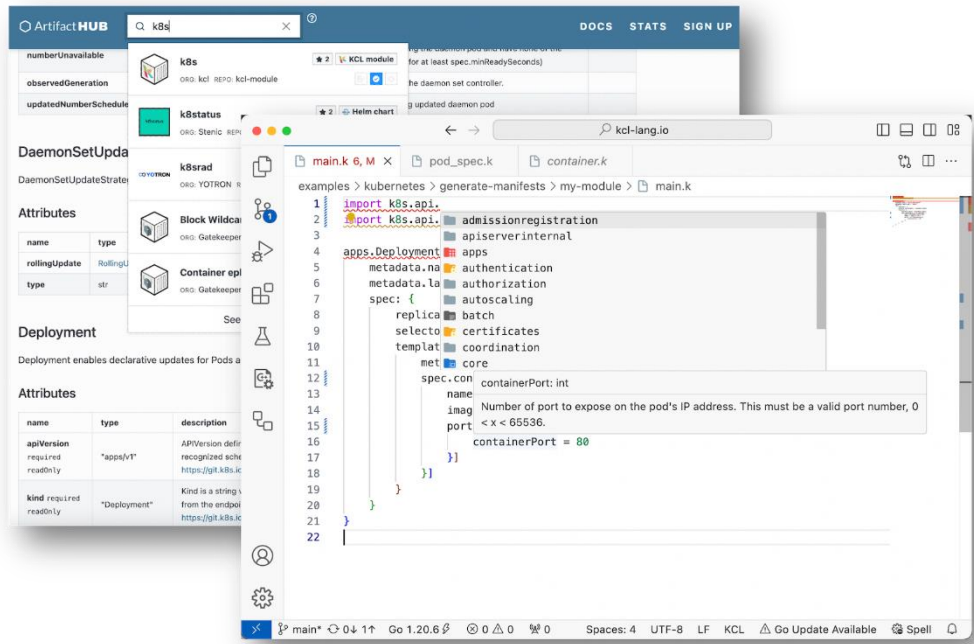 Artifact HUB
k8s
DOCS STATS SIGN UP
numberUnavailable
for at least spec.minReadySeconds)
observedGeneration
he daemon set controller.
updatedNumberSchedule
g updated daemon pod
k8s
2 KCL module
ORG: kcl REPO: kcl-module
k8status
2 Helm chart
ORG: Stenic
k8srad
ORG: YOTRON
Block Wildcar
ORG: Gatekeeper
Container eph
ORG: Gatekeeper
See
DaemonSetUpda
DaemonSetUpdateStrate
Attributes
name type
rollingUpdate RollingU
type str
Deployment
Deployment enables declarative updates for Pods a
Attributes
name type description
apiVersion required readOnly
"apps/v1"
APIVersion defin
recognized sche
https://git.k8s.io
kind required readOnly
"Deployment"
Kind is a string v
from the endpoi
https://git.k8s.io
kcl-lang.io
main.k 6, M
pod_spec.k
container.k
examples > kubernetes > generate-manifests > my-module > main.k
1 import k8s.api.
2 import k8s.api.
3
4 apps.Deployment
5 metadata.na
6 metadata.la
7 spec: {
8 replica
9 selecto
10 templat
11 met
12 spec.con
13 name
14 imag
15 port
16 containerPort = 80
17 }]
18 }]
19 }
20 }
21 }
22
admissionregistration
apiserverinternal
apps
authentication
authorization
autoscaling
batch
certificates
coordination
core
containerPort: int
Number of port to expose on the pod's IP address. This must be a valid port number, 0
< x < 65536.
1
main* 0↓ 1↑ Go 1.20.6 0 0 0 Spaces: 4 UTF-8 LF KCL Go Update Available Spell